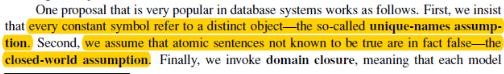 One proposal that is very popular in database systems works as follows. First, we insist
that every constant symbol refer to a distinct object—the so-called unique-names assump-
tion. Second, we assume that atomic sentences not known to be true are in fact false—the
closed-world assumption. Finally, we invoke domain closure, meaning that each model